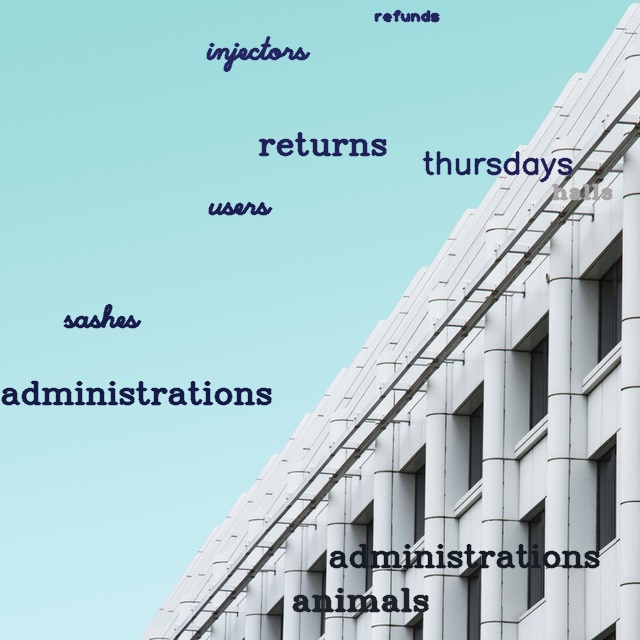 refunds
injectors
returns
thursdays
halls
users
sashes
administrations
administrations
animals